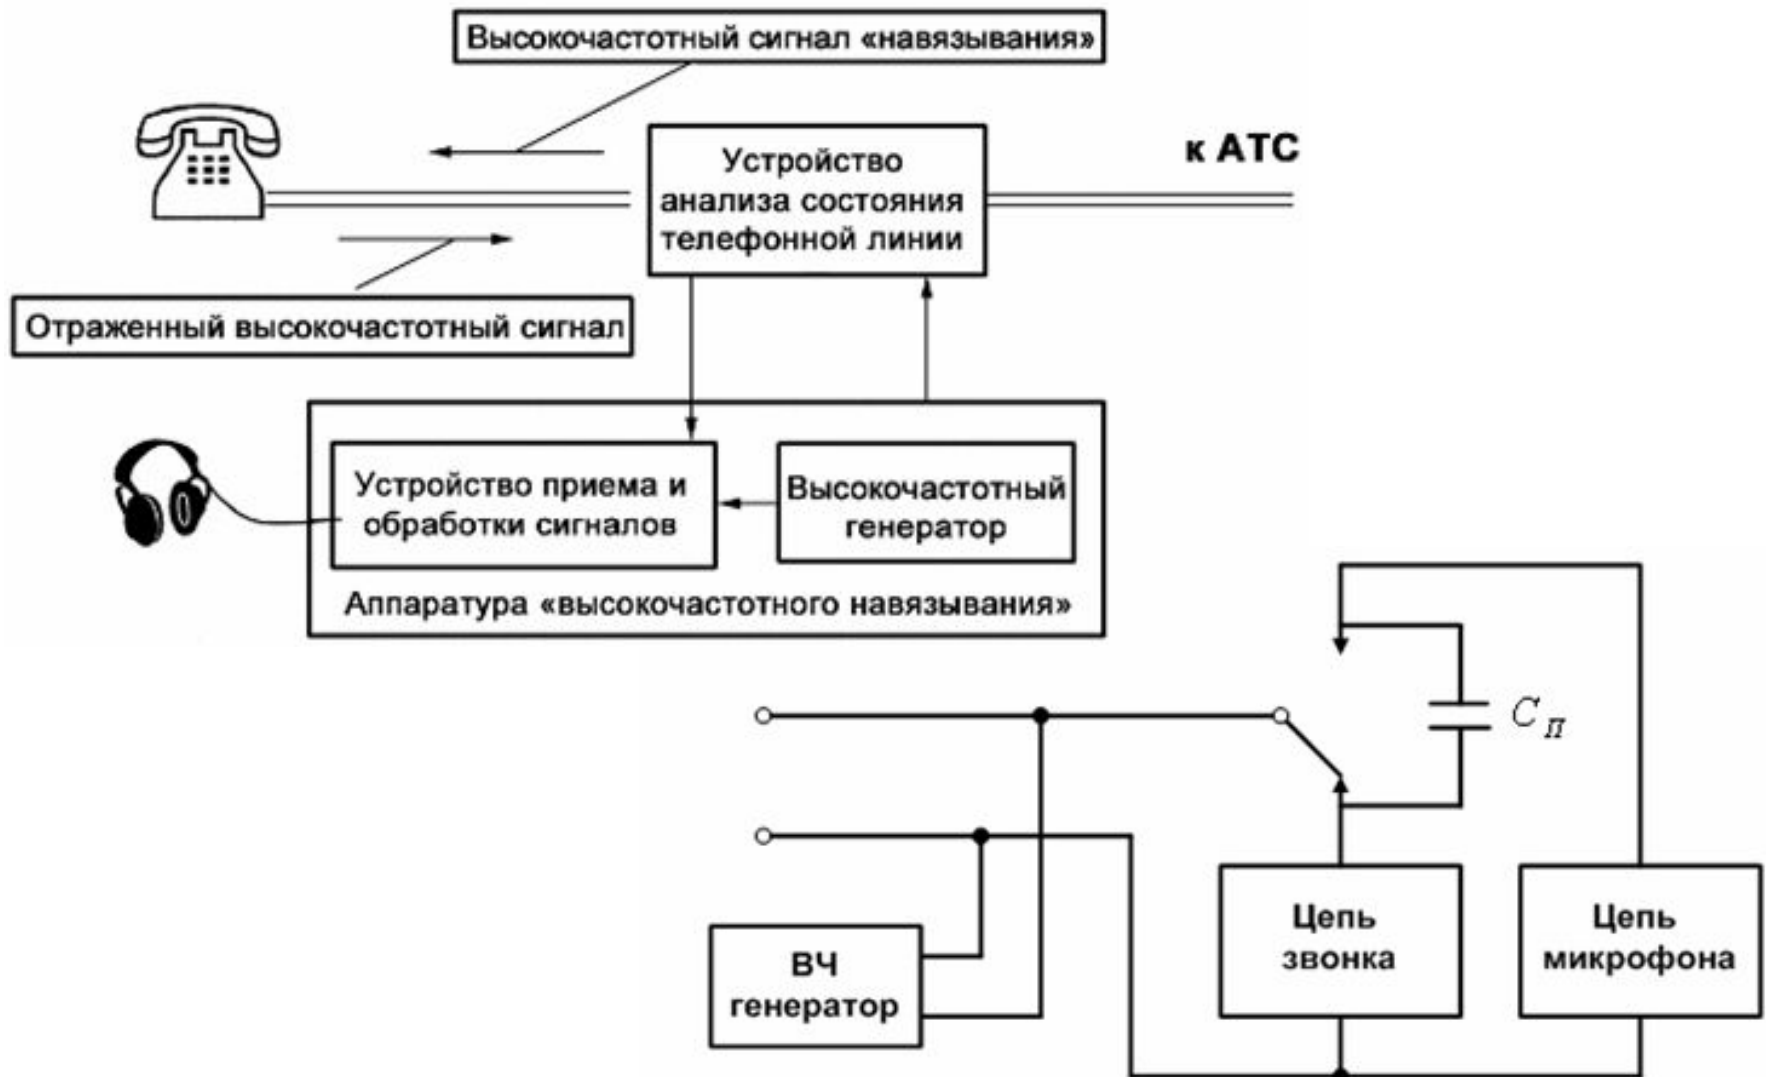 Высокочастотный сигнал «навязывания»
Устройство
анализа состояния
телефонной линии
к АТС
Отраженный высокочастотный сигнал
Устройство приема и
обработки сигналов
Высокочастотный
генератор
Аппаратура «высокочастотного навязывания»
C п
ВЧ
генератор
Цепь
звонка
Цепь
микрофона